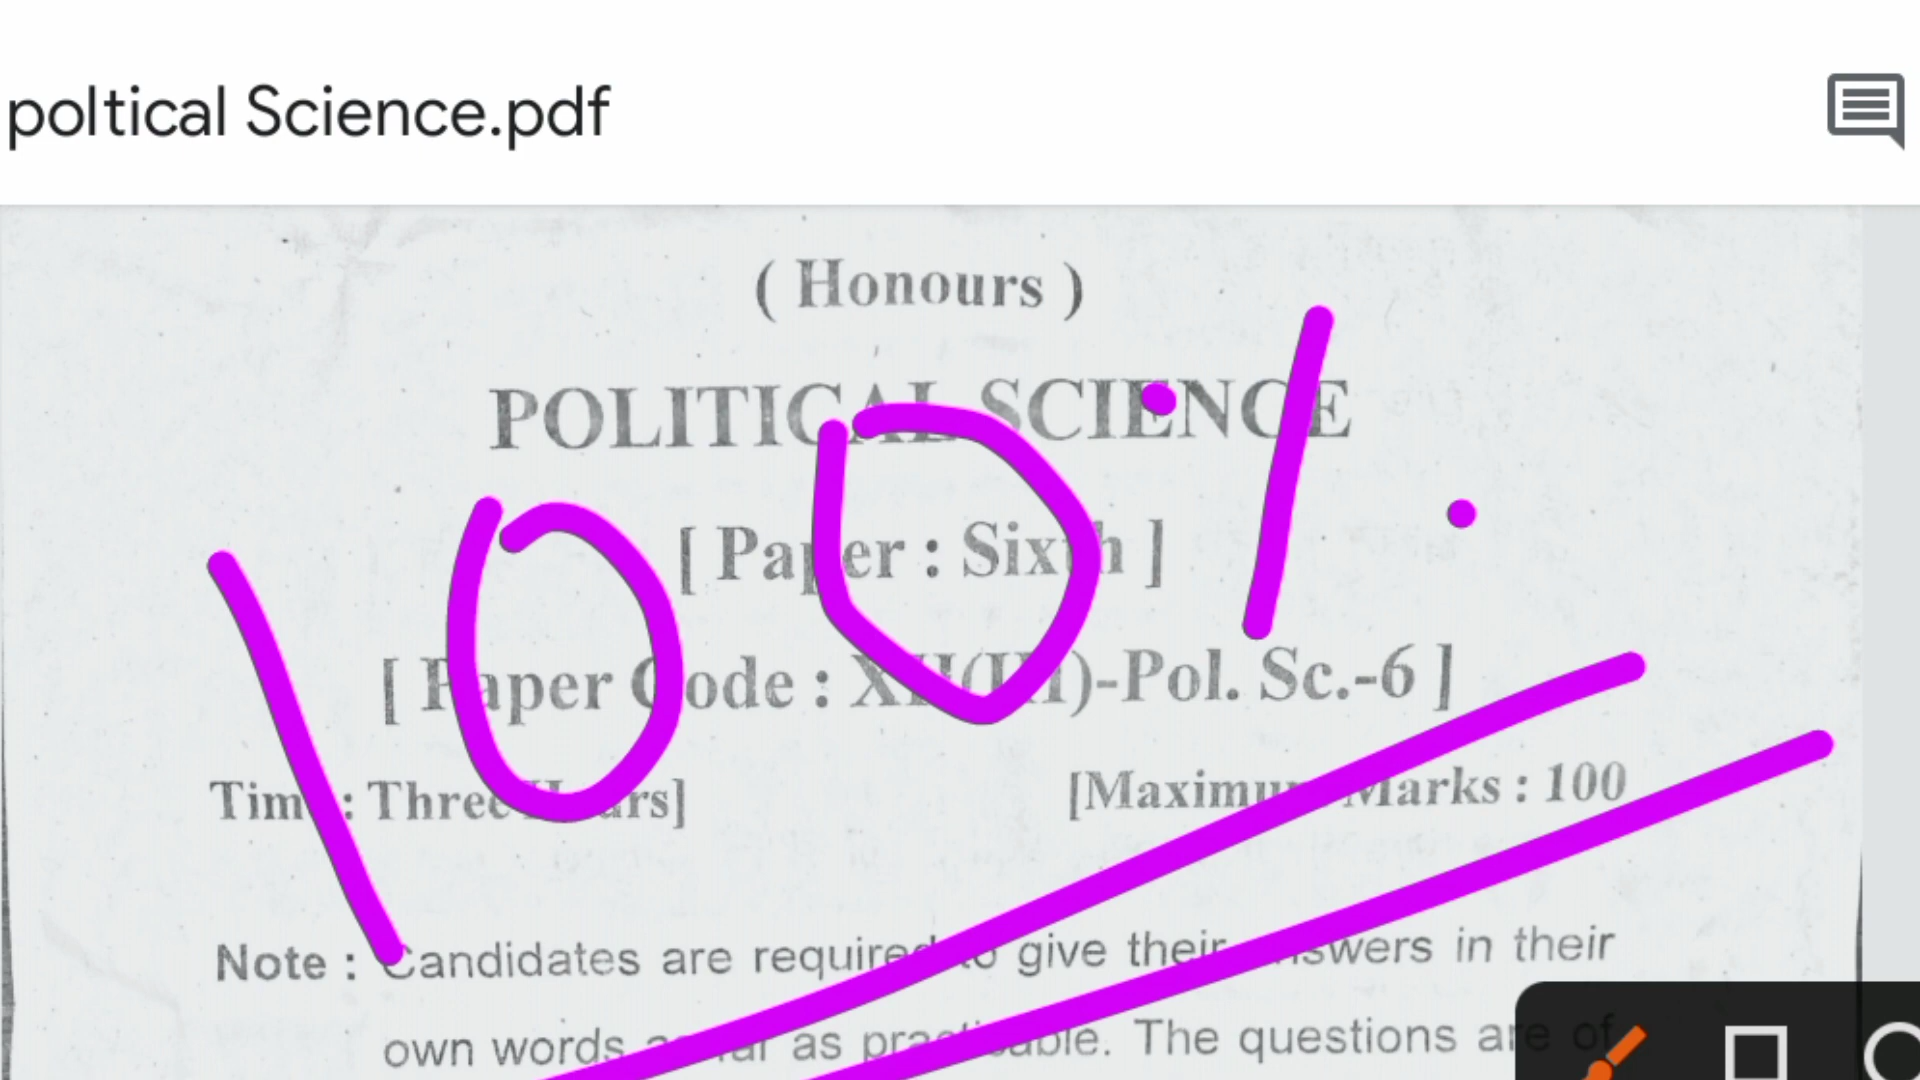 poltical Science.pdf
( Honours )
POLITICAL SCIENCE
[ Paper : Sixth ]
[ Paper Code : XII(III)-Pol. Sc.-6 ]
Time : Three Hours] [Maximum Marks : 100
100%
Note : Candidates are required to give their answers in their
own words as far as practicable. The questions are of